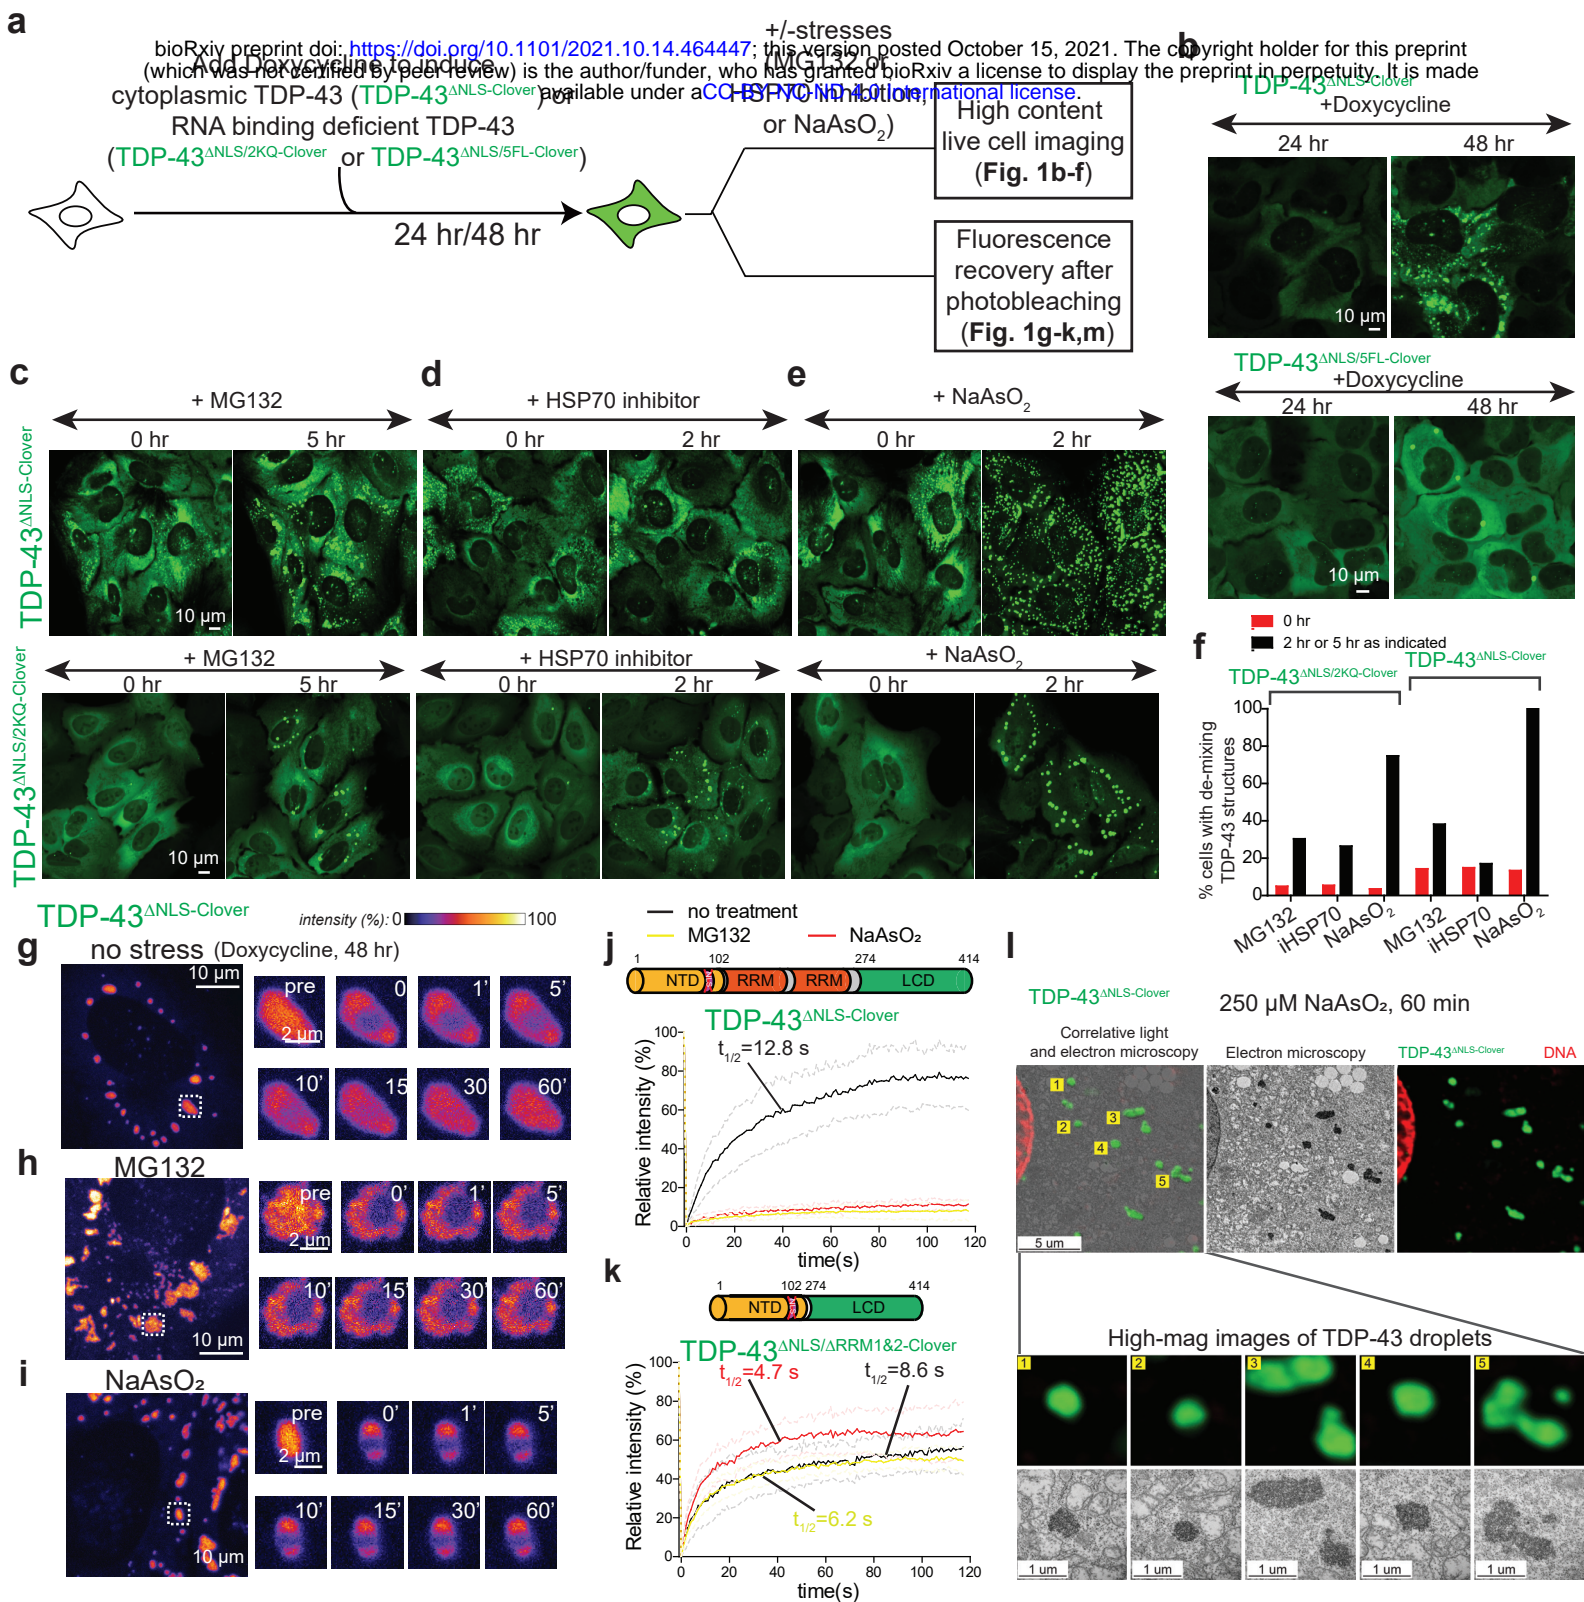 a
bioRxiv preprint doi: https://doi.org/10.1101/2021.10.14.464447; this version posted October 15, 2021. The copyright holder for this preprint
(which was not certified by peer review) is the author/funder, who has granted bioRxiv a license to display the preprint in perpetuity. It is made
available under aCC-BY-NC-ND 4.0 International license.
Add Doxycycline to induce
cytoplasmic TDP-43 (TDP-43ΔNLS-Clover) or
RNA binding deficient TDP-43
(TDP-43ΔNLS/2KQ-Clover or TDP-43ΔNLS/5FL-Clover)
24 hr/48 hr
+/-stresses
(MG132 or
HSP70 inhibition,
or NaAsO2)
High content
live cell imaging
(Fig. 1b-f)
Fluorescence
recovery after
photobleaching
(Fig. 1g-k,m)
b
TDP-43ΔNLS-Clover
+Doxycycline
24 hr 48 hr
10 µm
TDP-43ΔNLS/5FL-Clover
+Doxycycline
24 hr 48 hr
10 µm
c
+ MG132
0 hr 5 hr
d
+ HSP70 inhibitor
0 hr 2 hr
e
+ NaAsO2
0 hr 2 hr
TDP-43ΔNLS-Clover
10 µm
+ MG132
0 hr 5 hr
+ HSP70 inhibitor
0 hr 2 hr
+ NaAsO2
0 hr 2 hr
TDP-43ΔNLS/2KQ-Clover
10 µm
f
0 hr
2 hr or 5 hr as indicated
TDP-43ΔNLS/2KQ-Clover
TDP-43ΔNLS-Clover
% cells with de-mixing
TDP-43 structures
100
80
60
40
20
0
MG132 iHSP70 NaAsO2 MG132 iHSP70 NaAsO2
TDP-43ΔNLS-Clover
intensity (%): 0 100
g
no stress (Doxycycline, 48 hr)
10 µm
pre 0 1' 5'
2 µm
10' 15 30 60'
h
MG132
10 µm
pre 0' 1' 5'
2 µm
10' 15' 30' 60'
i
NaAsO₂
10 µm
pre 0' 1' 5'
2 µm
10' 15' 30' 60'
j
no treatment
MG132 NaAsO₂
1 102 274 414
NTD NLS RRM RRM LCD
TDP-43ΔNLS-Clover
t1/2=12.8 s
Relative intensity (%)
100
80
60
40
20
0
0 20 40 60 80 100 120
time(s)
k
1 102 274 414
NTD NLS LCD
TDP-43ΔNLS/ΔRRM1&2-Clover
t1/2=4.7 s t1/2=8.6 s
t1/2=6.2 s
Relative intensity (%)
100
80
60
40
20
0
0 20 40 60 80 100 120
time(s)
l
TDP-43ΔNLS-Clover
250 µM NaAsO₂, 60 min
Correlative light
and electron microscopy
Electron microscopy
TDP-43ΔNLS-Clover DNA
1
2
3
4
5
5 um
High-mag images of TDP-43 droplets
1 2 3 4 5
1 um 1 um 1 um 1 um 1 um